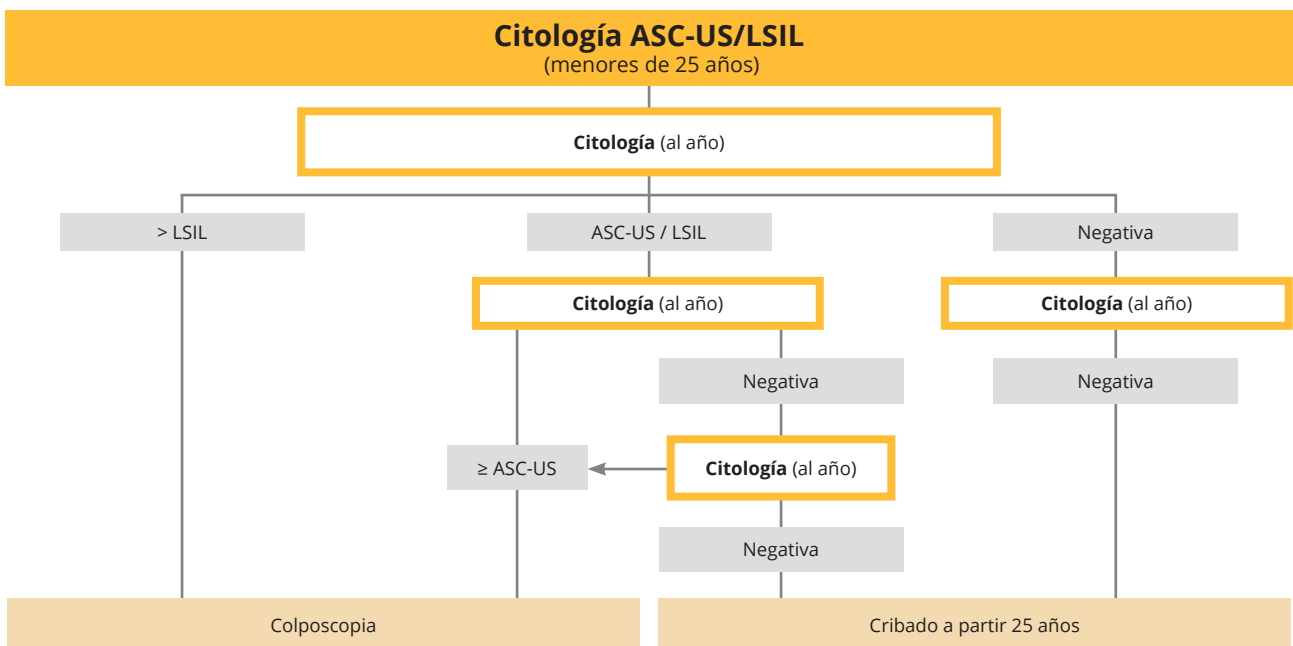 Citología ASC-US/LSIL
(menores de 25 años)
Citología (al año)
> LSIL
ASC-US / LSIL
Negativa
Citología (al año)
Citología (al año)
Negativa
Negativa
≥ ASC-US
Citología (al año)
Negativa
Colposcopia
Cribado a partir 25 años